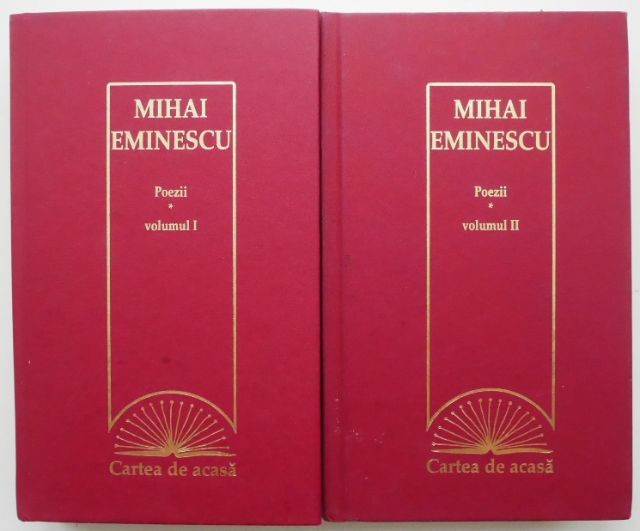 MIHAI
EMINESCU
Poezii
*
volumul I
Cartea de acasă
MIHAI
EMINESCU
Poezii
*
volumul II
Cartea de acasă